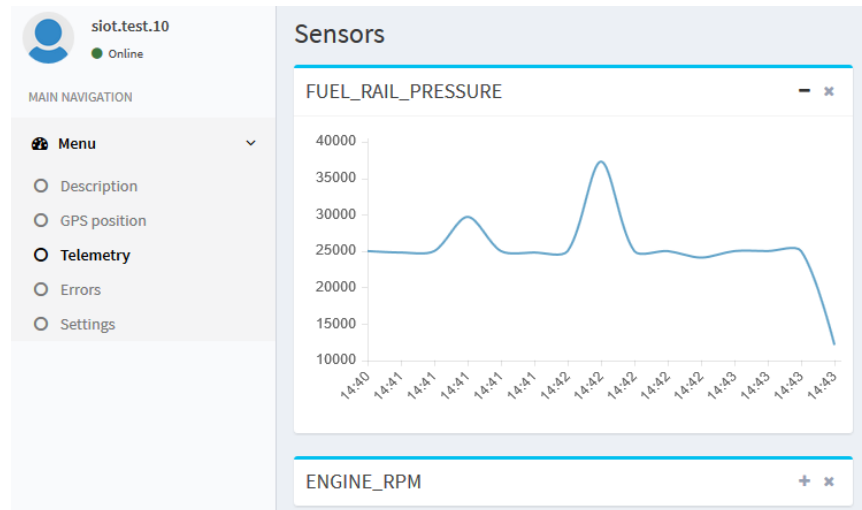 siot.test.10
Online
MAIN NAVIGATION
Menu
Description
GPS position
Telemetry
Errors
Settings
Sensors
FUEL_RAIL_PRESSURE
40000
35000
30000
25000
20000
15000
10000
14:40 14:41 14:41 14:41 14:41 14:41 14:42 14:42 14:42 14:42 14:42 14:43 14:43 14:43 14:43
ENGINE_RPM